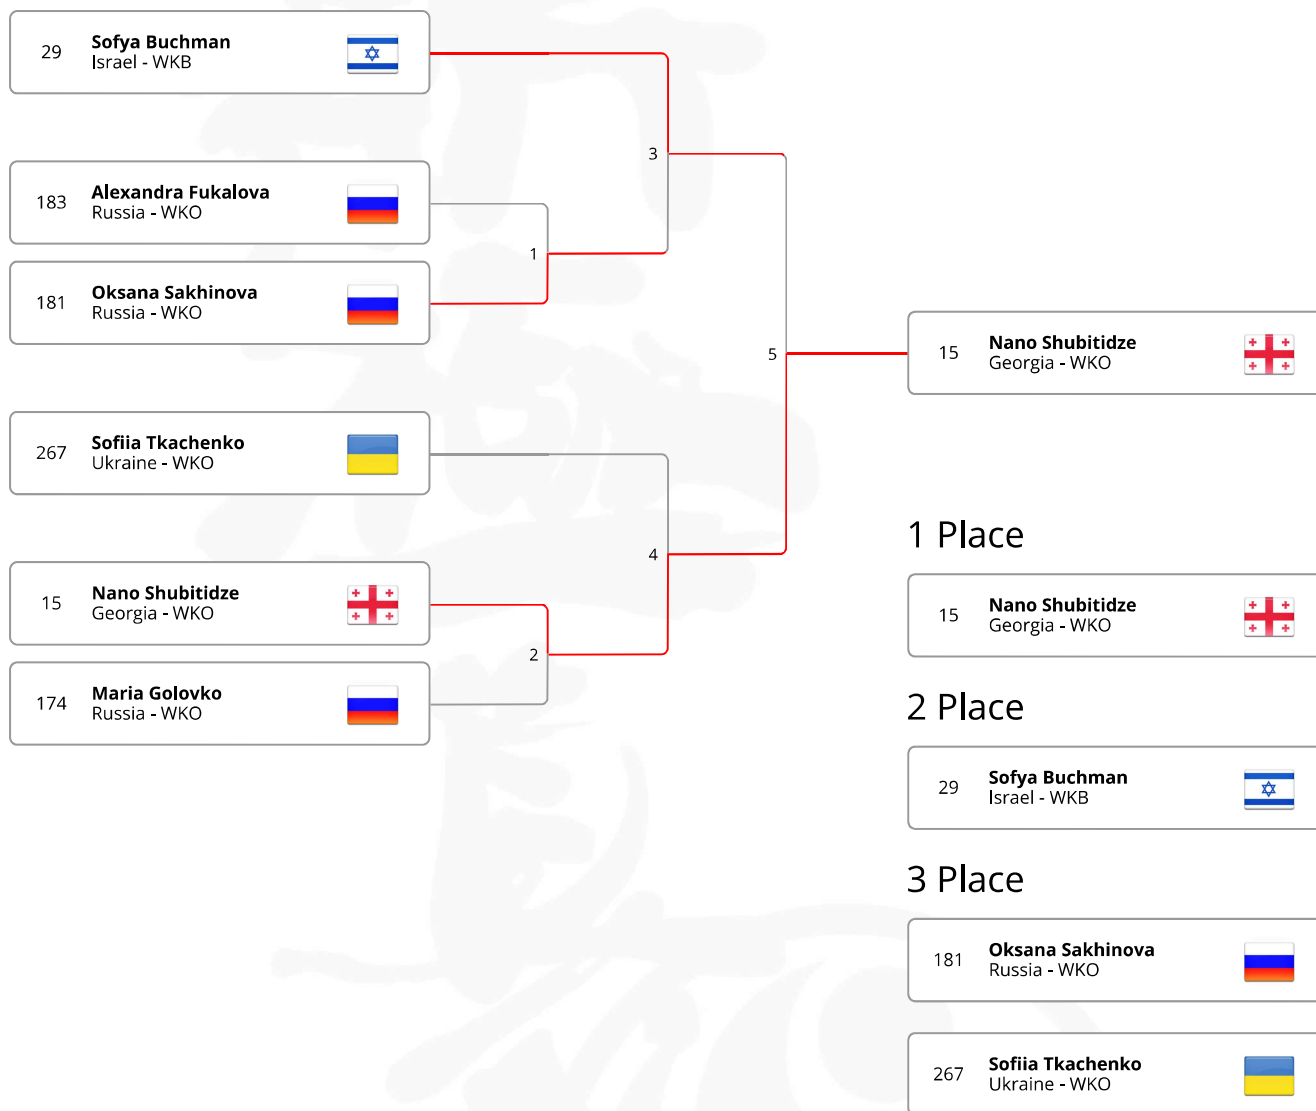 29
Sofya Buchman
Israel - WKB
183
Alexandra Fukalova
Russia - WKO
181
Oksana Sakhinova
Russia - WKO
267
Sofiia Tkachenko
Ukraine - WKO
15
Nano Shubitidze
Georgia - WKO
174
Maria Golovko
Russia - WKO
3
1
5
4
2
15
Nano Shubitidze
Georgia - WKO
1 Place
15
Nano Shubitidze
Georgia - WKO
2 Place
29
Sofya Buchman
Israel - WKB
3 Place
181
Oksana Sakhinova
Russia - WKO
267
Sofiia Tkachenko
Ukraine - WKO